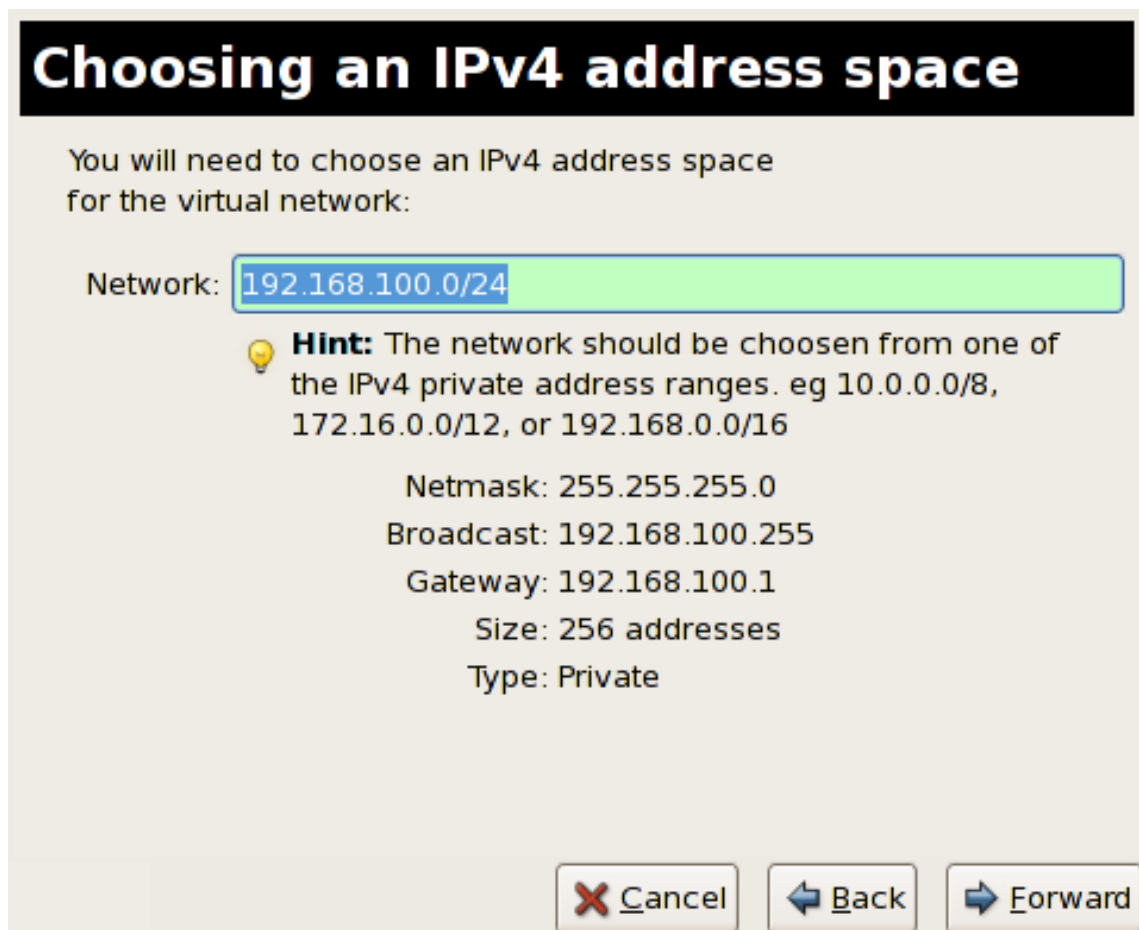 Choosing an IPv4 address space
You will need to choose an IPv4 address space
for the virtual network:
Network: 192.168.100.0/24
Hint: The network should be choosen from one of
the IPv4 private address ranges. eg 10.0.0.0/8,
172.16.0.0/12, or 192.168.0.0/16
Netmask: 255.255.255.0
Broadcast: 192.168.100.255
Gateway: 192.168.100.1
Size: 256 addresses
Type: Private
Cancel Back Forward